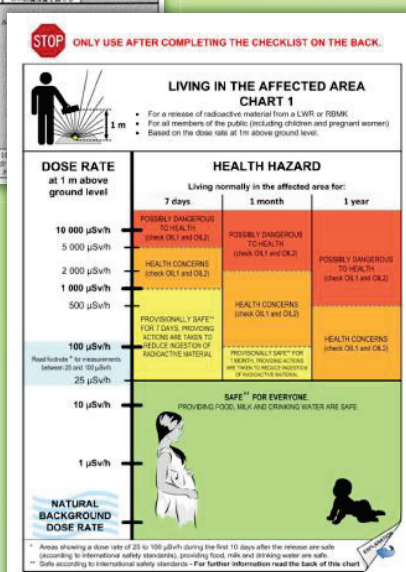 STOP ONLY USE AFTER COMPLETING THE CHECKLIST ON THE BACK.
1 m
LIVING IN THE AFFECTED AREA
CHART 1
• For a release of radioactive material from a LWR or RBMK
• For all members of the public (including children and pregnant women)
• Based on the dose rate at 1m above ground level.
DOSE RATE
at 1 m above
ground level
HEALTH HAZARD
Living normally in the affected area for:
7 days 1 month 1 year
10 000 µSv/h
5 000 µSv/h
2 000 µSv/h
1 000 µSv/h
500 µSv/h
100 µSv/h
Read footnote * for measurements
between 25 and 100 µSv/h
25 µSv/h
10 µSv/h
1 µSv/h
NATURAL
BACKGROUND
DOSE RATE
POSSIBLY DANGEROUS
TO HEALTH
(check OIL1 and OIL2)
HEALTH CONCERNS
(check OIL1 and OIL2)
PROVISIONALLY SAFE**
FOR 7 DAYS, PROVIDING
ACTIONS ARE TAKEN TO
REDUCE INGESTION OF
RADIOACTIVE MATERIAL
POSSIBLY DANGEROUS
TO HEALTH
(check OIL1 and OIL2)
HEALTH CONCERNS
(check OIL1 and OIL2)
PROVISIONALLY SAFE** FOR
1 MONTH, PROVIDING ACTIONS
ARE TAKEN TO REDUCE INGESTION
OF RADIOACTIVE MATERIAL
POSSIBLY DANGEROUS
TO HEALTH
(check OIL1 and OIL2)
HEALTH CONCERNS
(check OIL1 and OIL2)
SAFE** FOR EVERYONE.
PROVIDING FOOD, MILK AND DRINKING WATER ARE SAFE
* Areas showing a dose rate of 25 to 100 µSv/h during the first 10 days after the release are safe
(according to international safety standards), providing food, milk and drinking water are safe.
** Safe according to international safety standards - For further information read the back of this chart
EXPLANATION